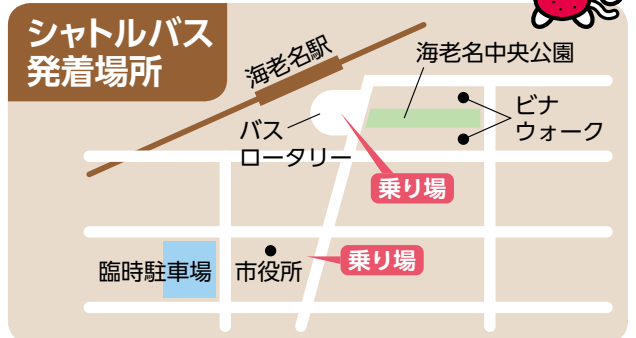 シャトルバス
発着場所
海老名駅
海老名中央公園
バス
ロータリー
ビナ
ウォーク
乗り場
臨時駐車場
市役所
乗り場